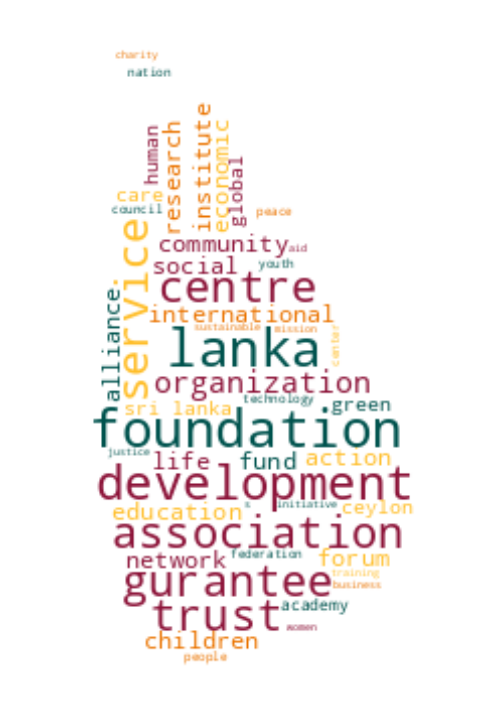 charity
nation
human
research
institute
economic
global
care
council
peace
community
aid
social
youth
service
centre
alliance
international
sustainable
mission
center
lanka
organization
technology
sri lanka
green
foundation
justice
life
fund
action
development
education
s
initiative
ceylon
association
network
federation
forum
training
gurantee
business
trust
academy
women
children
people